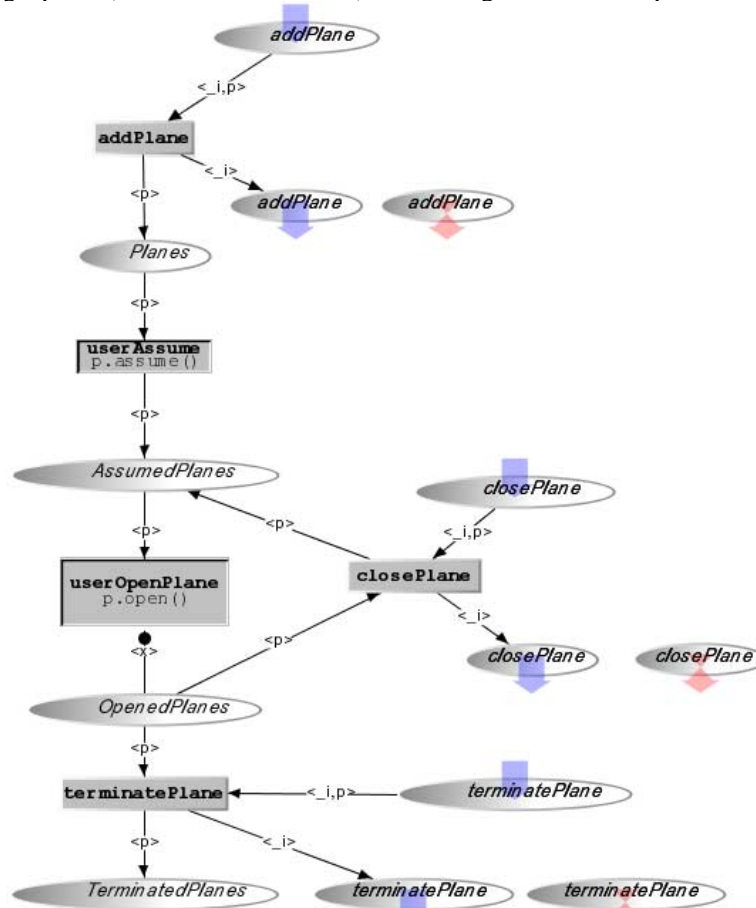 addPlane
<_i,p>
addPlane
<_i>
<p>
addPlane
addPlane
Planes
<p>
userAssume
p.assume()
<p>
AssumedPlanes
closePlane
<p>
<p>
<_i,p>
userOpenPlane
p.open()
closePlane
<_i>
<p>
<x>
closePlane
closePlane
OpenedPlanes
<p>
terminatePlane
<_i,p>
terminatePlane
<p>
<_i>
TerminatedPlanes
terminatePlane
terminatePlane